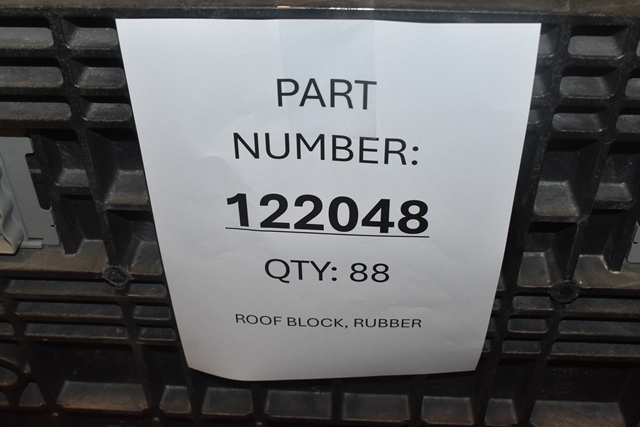 PART
NUMBER:
122048
QTY: 88
ROOF BLOCK, RUBBER